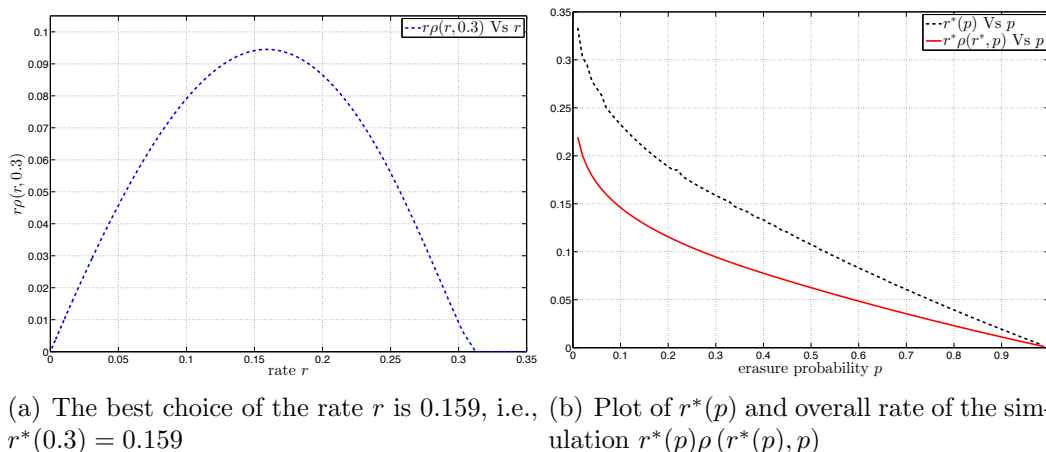 0.1
0.09
0.08
0.07
0.06
0.05
0.04
0.03
0.02
0.01
0
rρ(r, 0.3)
rρ(r, 0.3) Vs r
0 0.05 0.1 0.15 0.2 0.25 0.3 0.35
rate r
(a) The best choice of the rate r is 0.159, i.e.,
r*(0.3) = 0.159
0.35
0.3
0.25
0.2
0.15
0.1
0.05
0
r*(p) Vs p
r*ρ(r*, p) Vs p
0 0.1 0.2 0.3 0.4 0.5 0.6 0.7 0.8 0.9
erasure probability p
(b) Plot of r*(p) and overall rate of the sim-
ulation r*(p)ρ (r*(p), p)